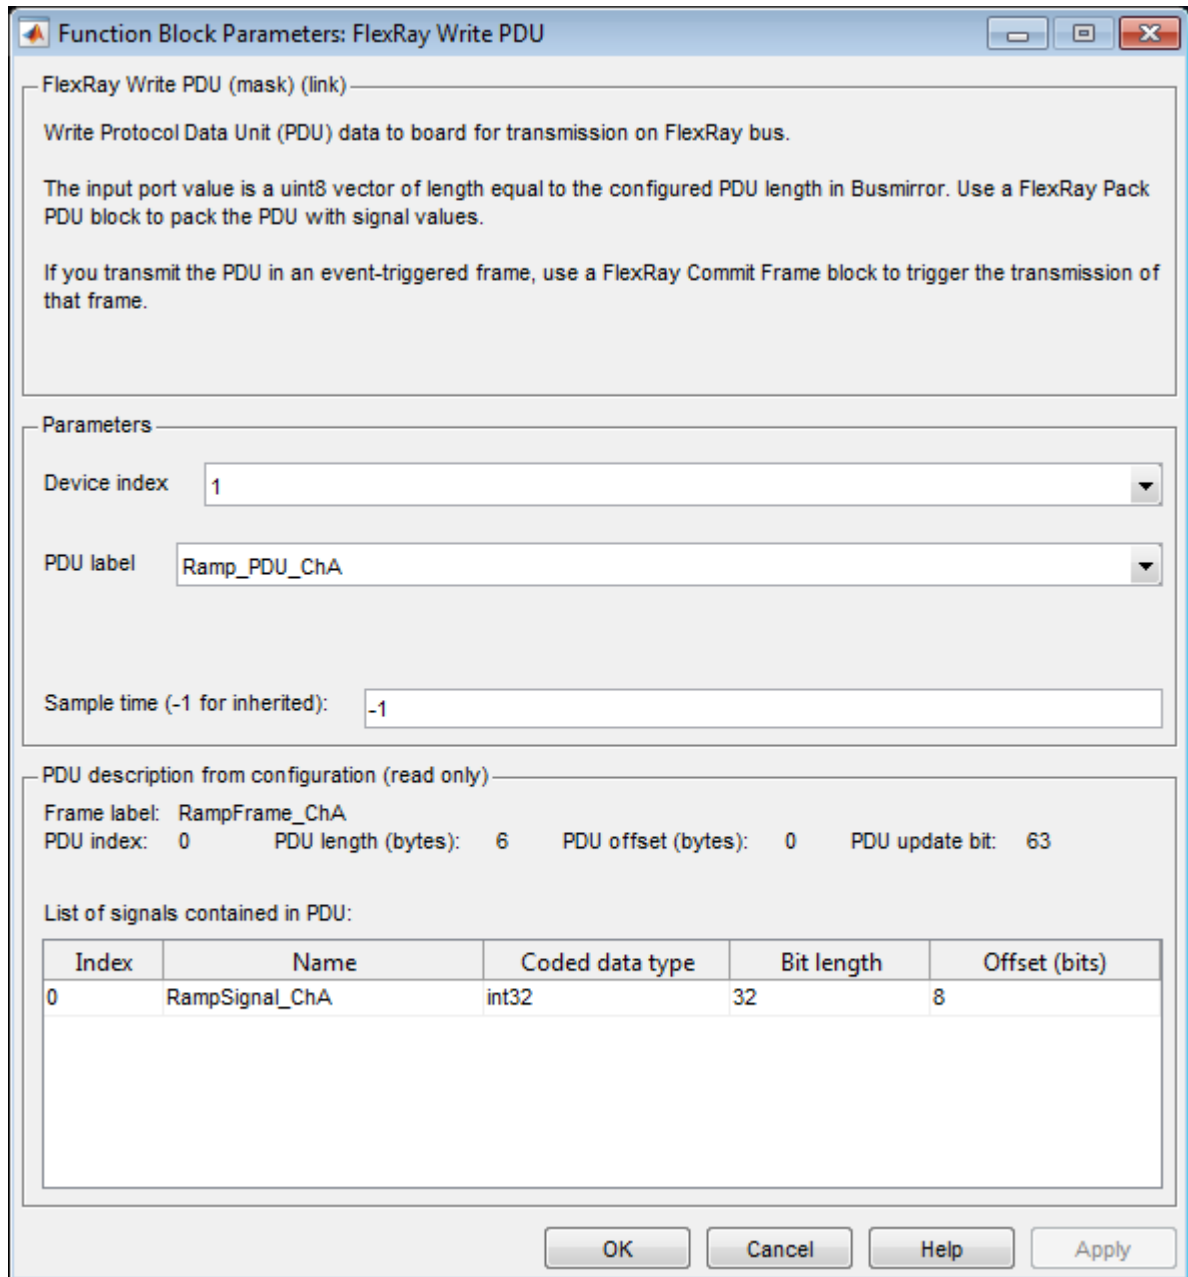 Function Block Parameters: FlexRay Write PDU
FlexRay Write PDU (mask) (link)
Write Protocol Data Unit (PDU) data to board for transmission on FlexRay bus.
The input port value is a uint8 vector of length equal to the configured PDU length in Busmirror. Use a FlexRay Pack
PDU block to pack the PDU with signal values.
If you transmit the PDU in an event-triggered frame, use a FlexRay Commit Frame block to trigger the transmission of
that frame.
Parameters
Device index 1
PDU label Ramp_PDU_ChA
Sample time (-1 for inherited): -1
PDU description from configuration (read only)
Frame label: RampFrame_ChA
PDU index: 0 PDU length (bytes): 6 PDU offset (bytes): 0 PDU update bit: 63
List of signals contained in PDU:
Index Name Coded data type Bit length Offset (bits)
0 RampSignal_ChA int32 32 8
OK Cancel Help Apply